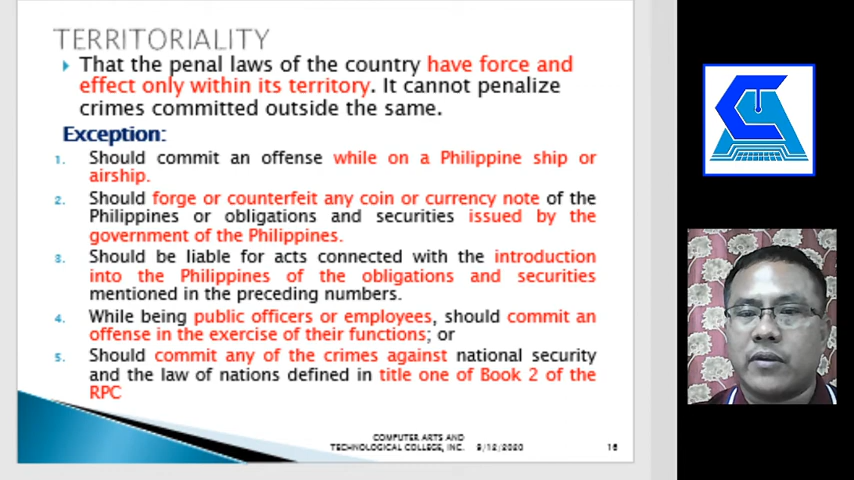 TERRITORIALITY
That the penal laws of the country have force and
effect only within its territory. It cannot penalize
crimes committed outside the same.
Exception:
1. Should commit an offense while on a Philippine ship or
airship.
2. Should forge or counterfeit any coin or currency note of the
Philippines or obligations and securities issued by the
government of the Philippines.
3. Should be liable for acts connected with the introduction
into the Philippines of the obligations and securities
mentioned in the preceding numbers.
4. While being public officers or employees, should commit an
offense in the exercise of their functions; or
5. Should commit any of the crimes against national security
and the law of nations defined in title one of Book 2 of the
RPC
COMPUTER ARTS AND
TECHNOLOGICAL COLLEGE, INC. 9/12/2020 16